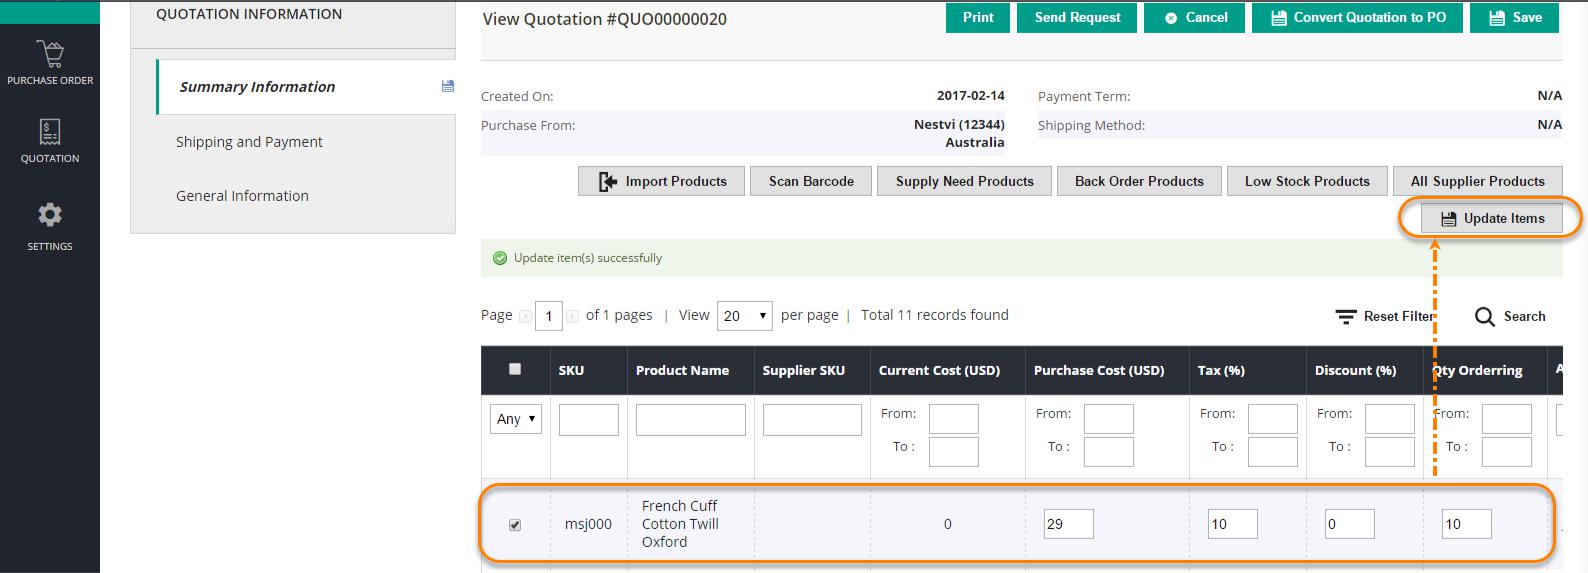 QUOTATION INFORMATION
View Quotation #QUO00000020
Print
Send Request
Cancel
Convert Quotation to PO
Save
PURCHASE ORDER
QUOTATION
SETTINGS
Summary Information
Shipping and Payment
General Information
Created On:
2017-02-14
Payment Term:
N/A
Purchase From:
Nestvi (12344)
Australia
Shipping Method:
N/A
Import Products
Scan Barcode
Supply Need Products
Back Order Products
Low Stock Products
All Supplier Products
Update Items
Update item(s) successfully
Page 1 of 1 pages | View 20 per page | Total 11 records found
Reset Filter
Search
SKU Product Name Supplier SKU Current Cost (USD) Purchase Cost (USD) Tax (%) Discount (%) Qty Orderring A
Any From: From: From: From: From:
To : To : To : To : To :
msj000
French Cuff
Cotton Twill
Oxford
0 29 10 0 10